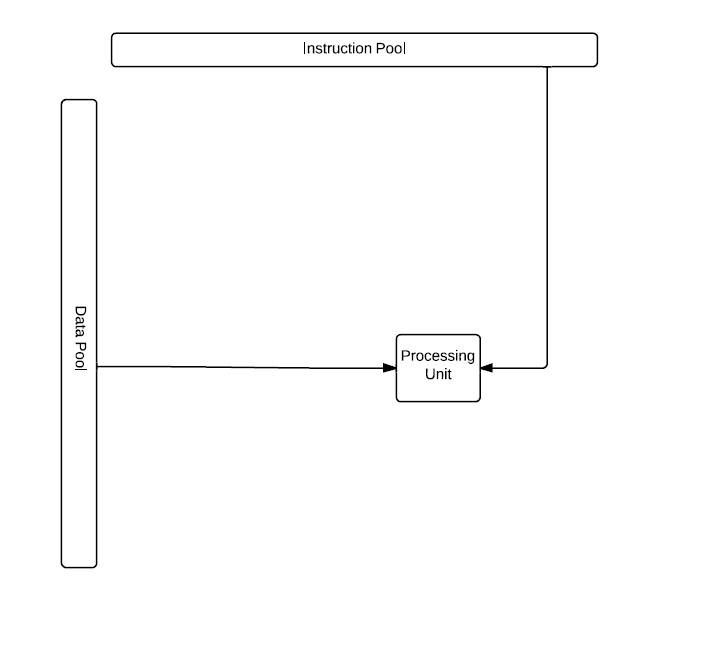 Instruction Pool
Data Pool
Processing
Unit